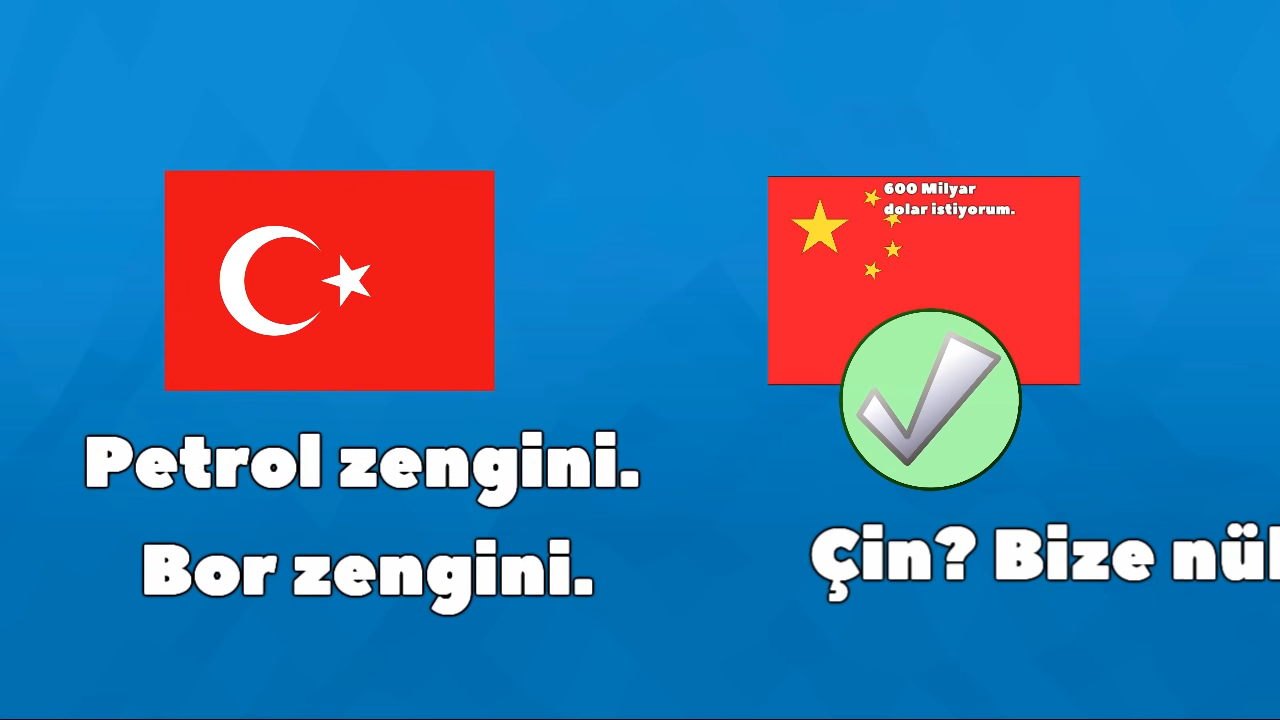 600 Milyar
dolar istiyorum.
Petrol zengini.
Bor zengini.
Çin? Bize